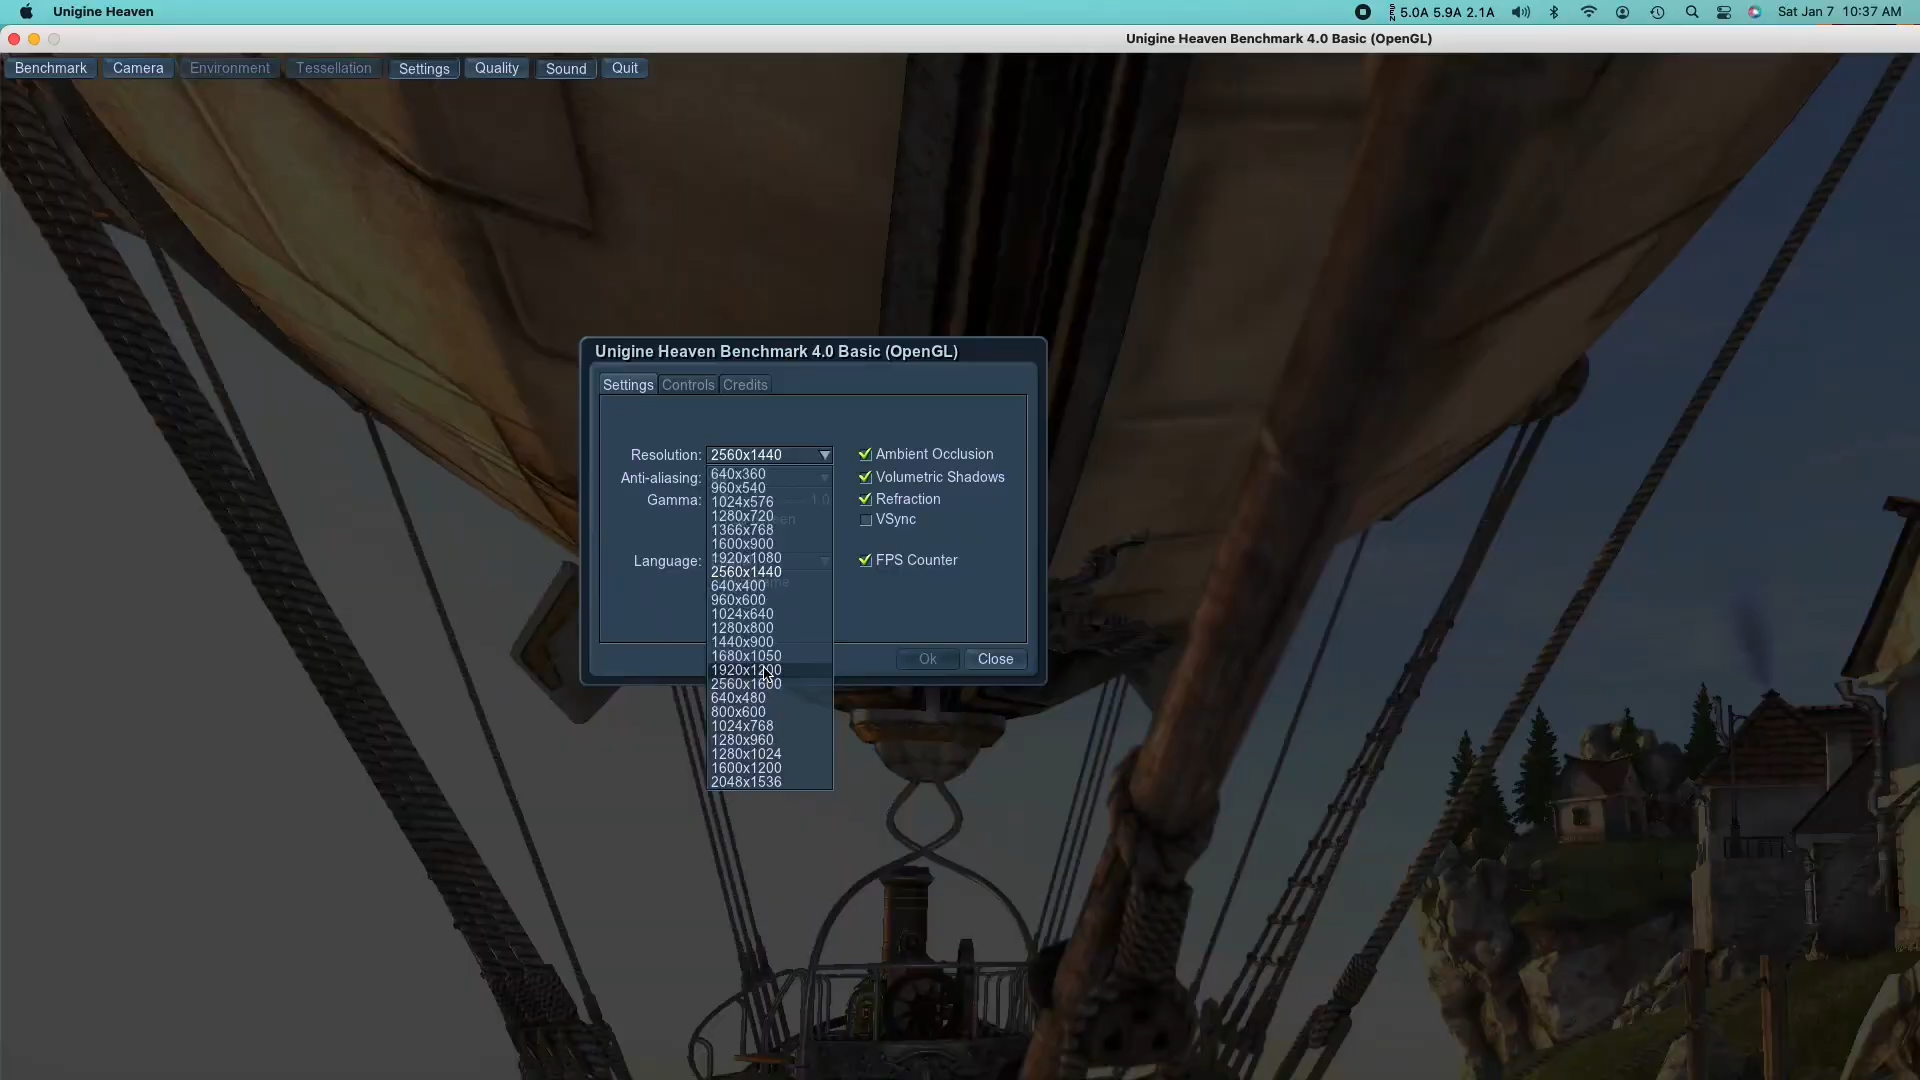 Unigine Heaven
SEN 5.0A 5.9A 2.1A
Sat Jan 7 10:37 AM
Unigine Heaven Benchmark 4.0 Basic (OpenGL)
Benchmark Camera Environment Tessellation Settings Quality Sound Quit
Unigine Heaven Benchmark 4.0 Basic (OpenGL)
Settings Controls Credits
Resolution: 2560x1440 Ambient Occlusion
Anti-aliasing: Volumetric Shadows
Gamma: 1.0 Refraction
VSync
Language: FPS Counter
640x360
960x540
1024x576
1280x720
1366x768
1600x900
1920x1080
2560x1440
640x400
960x600
1024x640
1280x800
1440x900
1680x1050
1920x1200
2560x1600
640x480
800x600
1024x768
1280x960
1280x1024
1600x1200
2048x1536
Ok Close